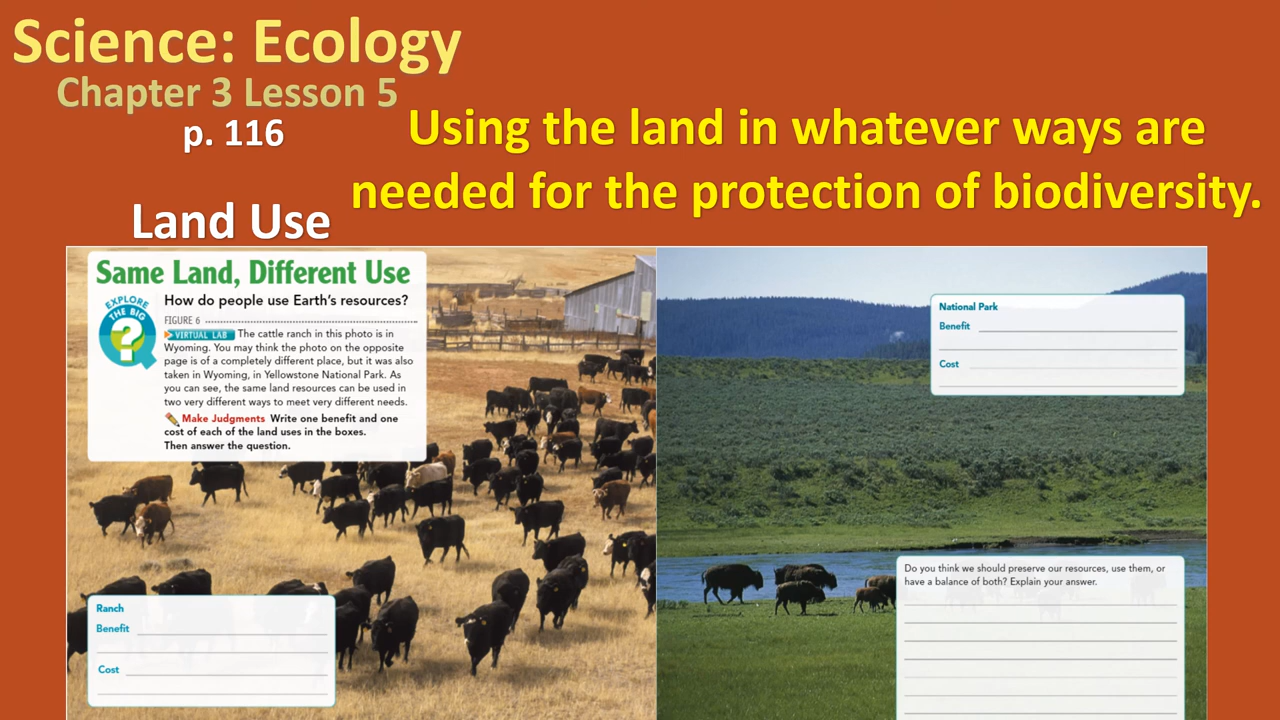 Science: Ecology
Chapter 3 Lesson 5
p. 116
Using the land in whatever ways are
needed for the protection of biodiversity.
Land Use
Same Land, Different Use
EXPLORE
THE BIG
?
How do people use Earth's resources?
FIGURE 6
VIRTUAL LAB The cattle ranch in this photo is in
Wyoming. You may think the photo on the opposite
page is of a completely different place, but it was also
taken in Wyoming, in Yellowstone National Park. As
you can see, the same land resources can be used in
two very different ways to meet very different needs.
Make Judgments Write one benefit and one
cost of each of the land uses in the boxes.
Then answer the question.
Ranch
Benefit
Cost
National Park
Benefit
Cost
Do you think we should preserve our resources, use them, or
have a balance of both? Explain your answer.